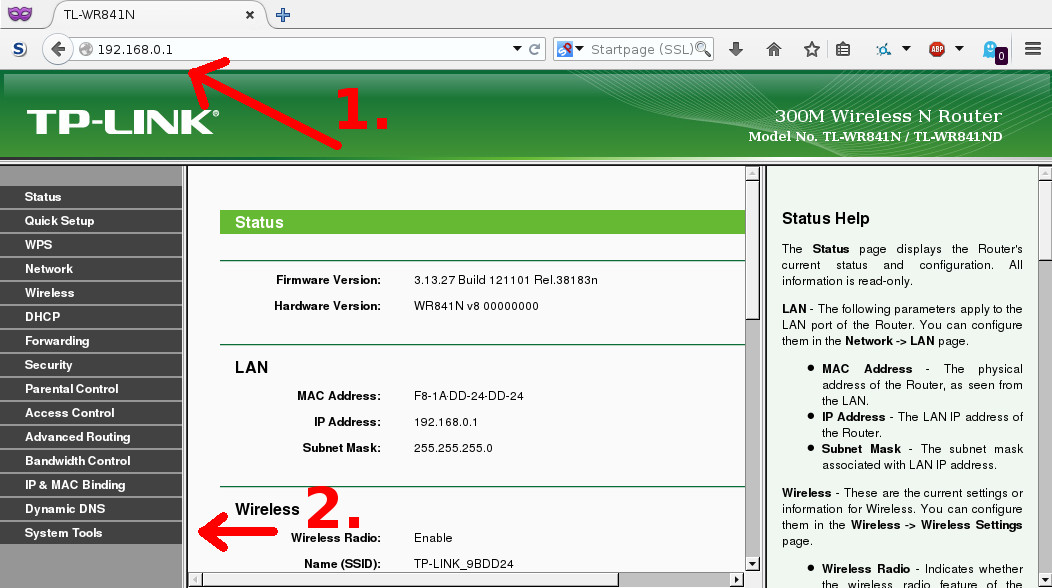 TL-WR841N
192.168.0.1
Startpage (SSL)
ABP
0
S
1.
TP-LINK®
300M Wireless N Router
Model No. TL-WR841N / TL-WR841ND
Status
Quick Setup
WPS
Network
Wireless
DHCP
Forwarding
Security
Parental Control
Access Control
Advanced Routing
Bandwidth Control
IP & MAC Binding
Dynamic DNS
System Tools
Status
Firmware Version: 3.13.27 Build 121101 Rel.38183n
Hardware Version: WR841N v8 00000000
LAN
MAC Address: F8-1A-DD-24-DD-24
IP Address: 192.168.0.1
Subnet Mask: 255.255.255.0
Wireless
2.
Wireless Radio: Enable
Name (SSID): TP-LINK_9BDD24
Status Help
The Status page displays the Router's
current status and configuration. All
information is read-only.
LAN - The following parameters apply to the
LAN port of the Router. You can configure
them in the Network -> LAN page.
● MAC Address - The physical
address of the Router, as seen from
the LAN.
● IP Address - The LAN IP address of
the Router.
● Subnet Mask - The subnet mask
associated with LAN IP address.
Wireless - These are the current settings or
information for Wireless. You can configure
them in the Wireless -> Wireless Settings
page.
● Wireless Radio - Indicates whether
the wireless radio feature of the